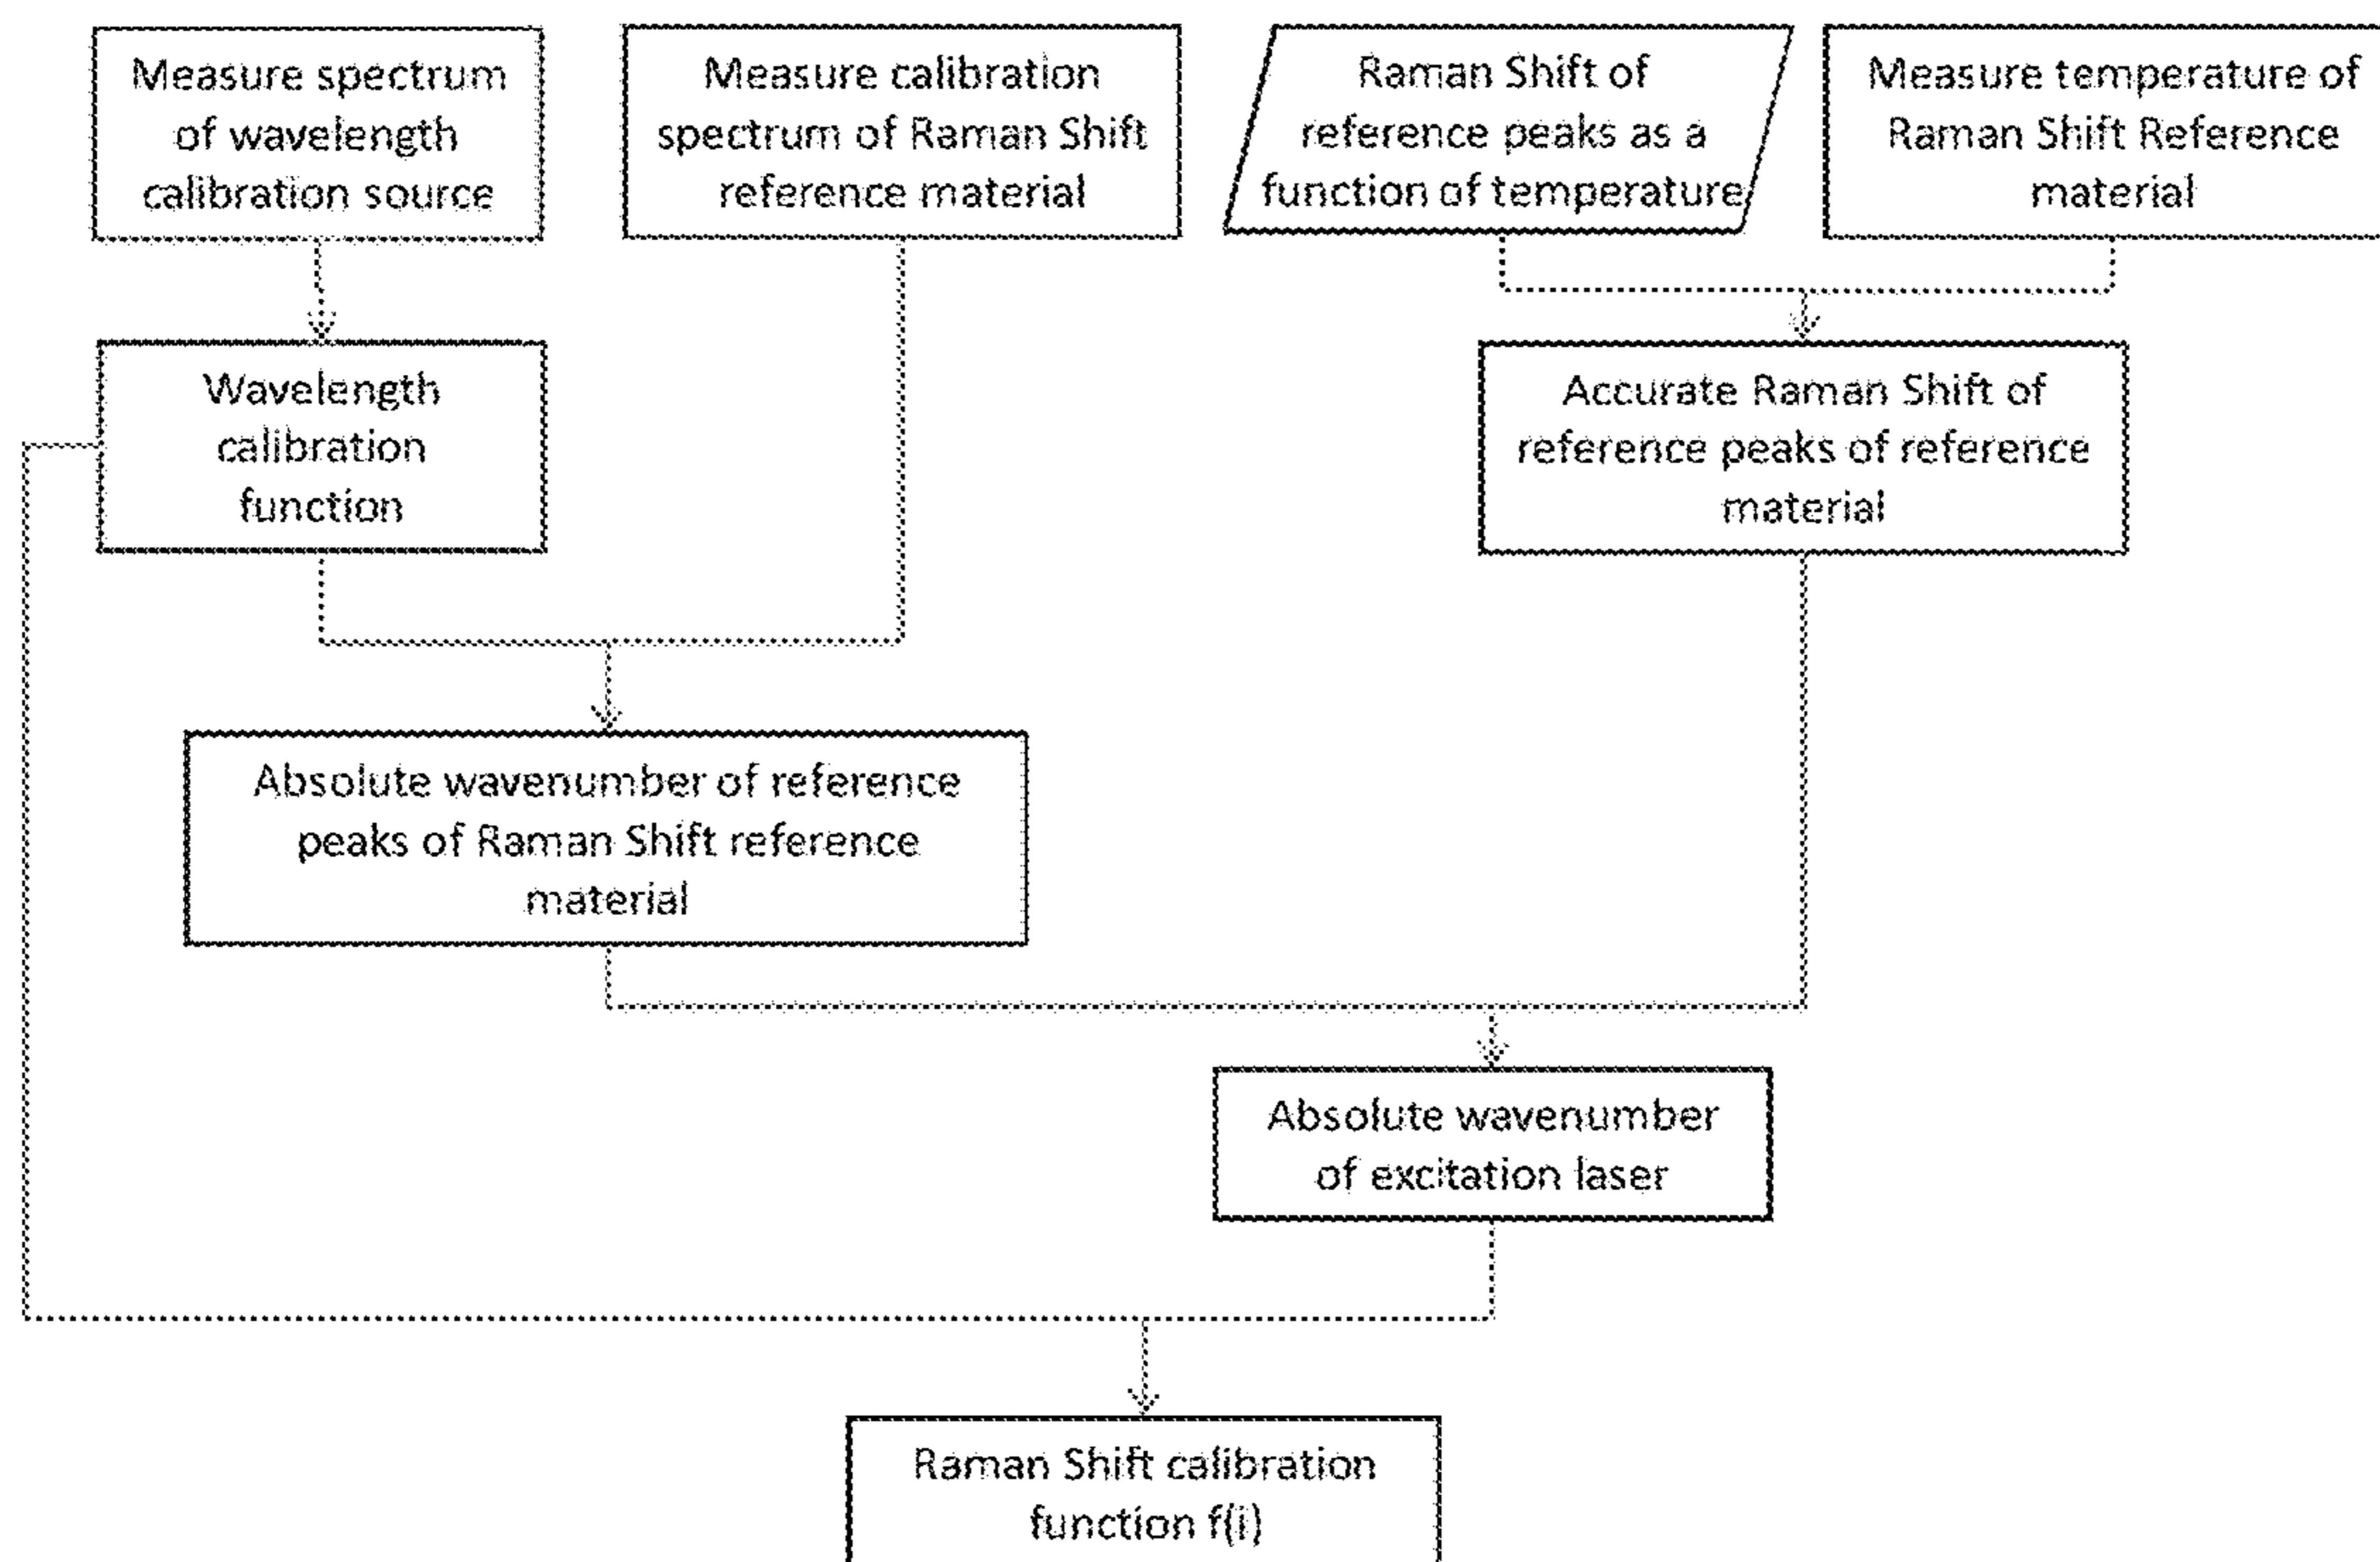 Measure spectrum
of wavelength
calibration source
Measure calibration
spectrum of Raman Shift
reference material
Raman Shift of
reference peaks as a
function of temperature
Measure temperature of
Raman Shift Reference
material
Wavelength
calibration
function
Accurate Raman Shift of
reference peaks of reference
material
Absolute wavenumber of reference
peaks of Raman Shift reference
material
Absolute wavenumber
of excitation laser
Raman Shift calibration
function f(i)